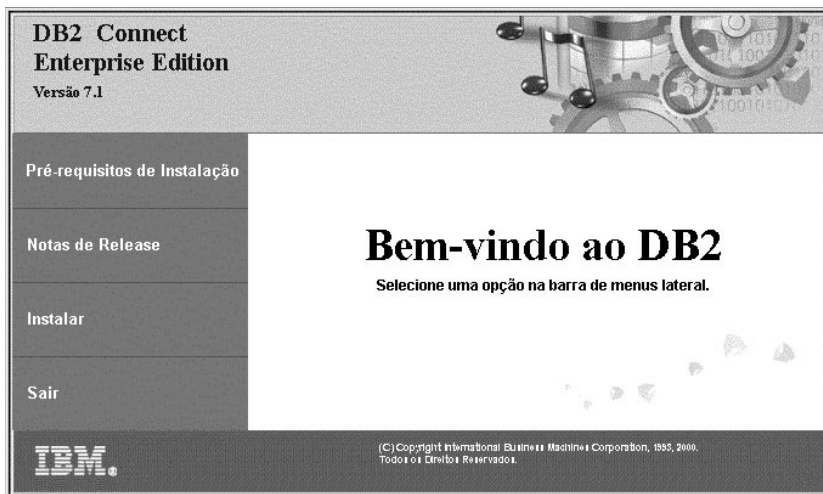 DB2 Connect
Enterprise Edition
Versão 7.1
Pré-requisitos de Instalação
Notas de Release
Instalar
Sair
Bem-vindo ao DB2
Selecione uma opção na barra de menus lateral.
IBM®
(C) Copyright International Business Machines Corporation, 1993, 2000.
Todos os Direitos Reservados.